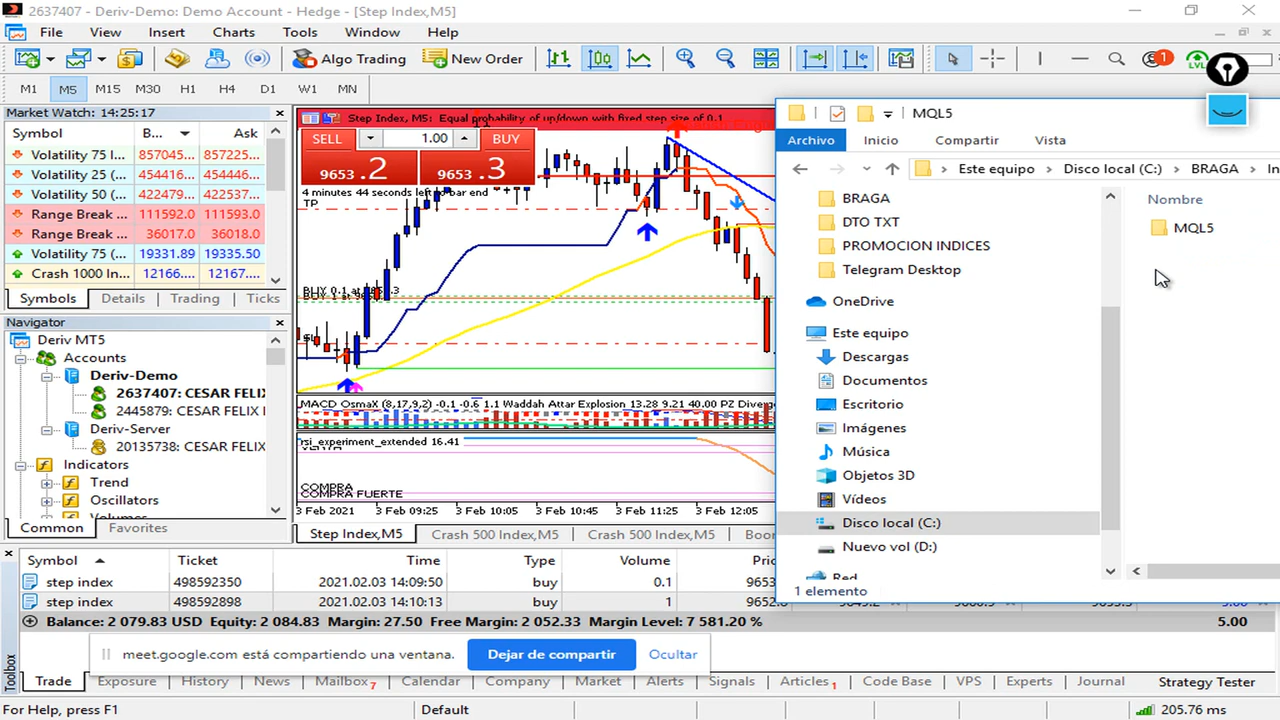 2637407 - Deriv-Demo: Demo Account - Hedge - [Step Index,M5]
File View Insert Charts Tools Window Help
Algo Trading New Order 1 LVL
M1 M5 M15 M30 H1 H4 D1 W1 MN
Market Watch: 14:25:17
Symbol B... Ask
Volatility 75 I... 857045... 857235...
Volatility 25 (... 454416... 454446...
Volatility 50 (... 422479... 422537...
Range Break ... 111592.0 111593.0
Range Break ... 36017.0 36018.0
Volatility 75 (... 19331.89 19335.50
Crash 1000 In... 12166.... 12167....
Symbols Details Trading Ticks
Navigator
Deriv MT5
Accounts
Deriv-Demo
2637407: CESAR FELIX
2445879: CESAR FELIX
Deriv-Server
20135738: CESAR FELIX
Indicators
Trend
Oscillators
Volumes
Common Favorites
Step Index, M5: Equal probability of up/down with fixed step size of 0.1
SELL 1.00 BUY
9653 .2 9653 .3
4 minutes 44 seconds left to bar end
TP
SL
MACD OsmaX (8,17,9,2) -0.1 -0.6 1.1 Waddah Attar Explosion 13.28 9.21 40.00 PZ Diverg
rsi_experiment_extended 16.41
COMPRA
COMPRA FUERTE
3 Feb 2021 3 Feb 09:25 3 Feb 10:05 3 Feb 10:45 3 Feb 11:25 3 Feb 12:05
Step Index,M5 Crash 500 Index,M5 Crash 500 Index,M5 Boo
MQL5
Archivo Inicio Compartir Vista
Este equipo Disco local (C:) BRAGA In
BRAGA
DTO TXT
PROMOCION INDICES
Telegram Desktop
OneDrive
Este equipo
Descargas
Documentos
Escritorio
Imágenes
Música
Objetos 3D
Vídeos
Disco local (C:)
Nuevo vol (D:)
Red
Nombre
MQL5
1 elemento
Symbol Ticket Time Type Volume Pric
step index 498592350 2021.02.03 14:09:50 buy 0.1 9653
step index 498592898 2021.02.03 14:10:13 buy 1 9652.8
Balance: 2 079.83 USD Equity: 2 084.83 Margin: 27.50 Free Margin: 2 052.33 Margin Level: 7 581.20 % 5.00
meet.google.com está compartiendo una ventana. Dejar de compartir Ocultar
Toolbox
Trade Exposure History News Mailbox 7 Calendar Company Market Alerts Signals Articles 1 Code Base VPS Experts Journal Strategy Tester
For Help, press F1 Default 205.76 ms